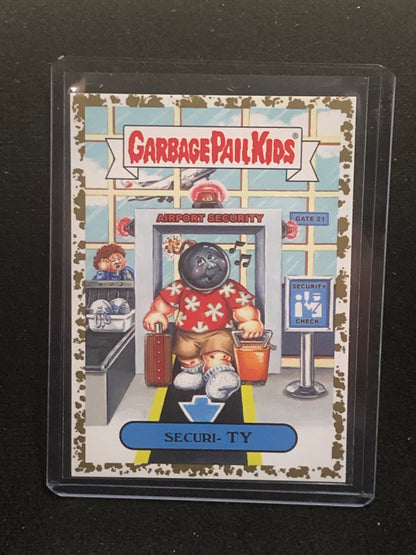 GARBAGE PAIL KIDS®
AIRPORT SECURITY
GATE 21
SECURITY
CHECK
SECURI- TY